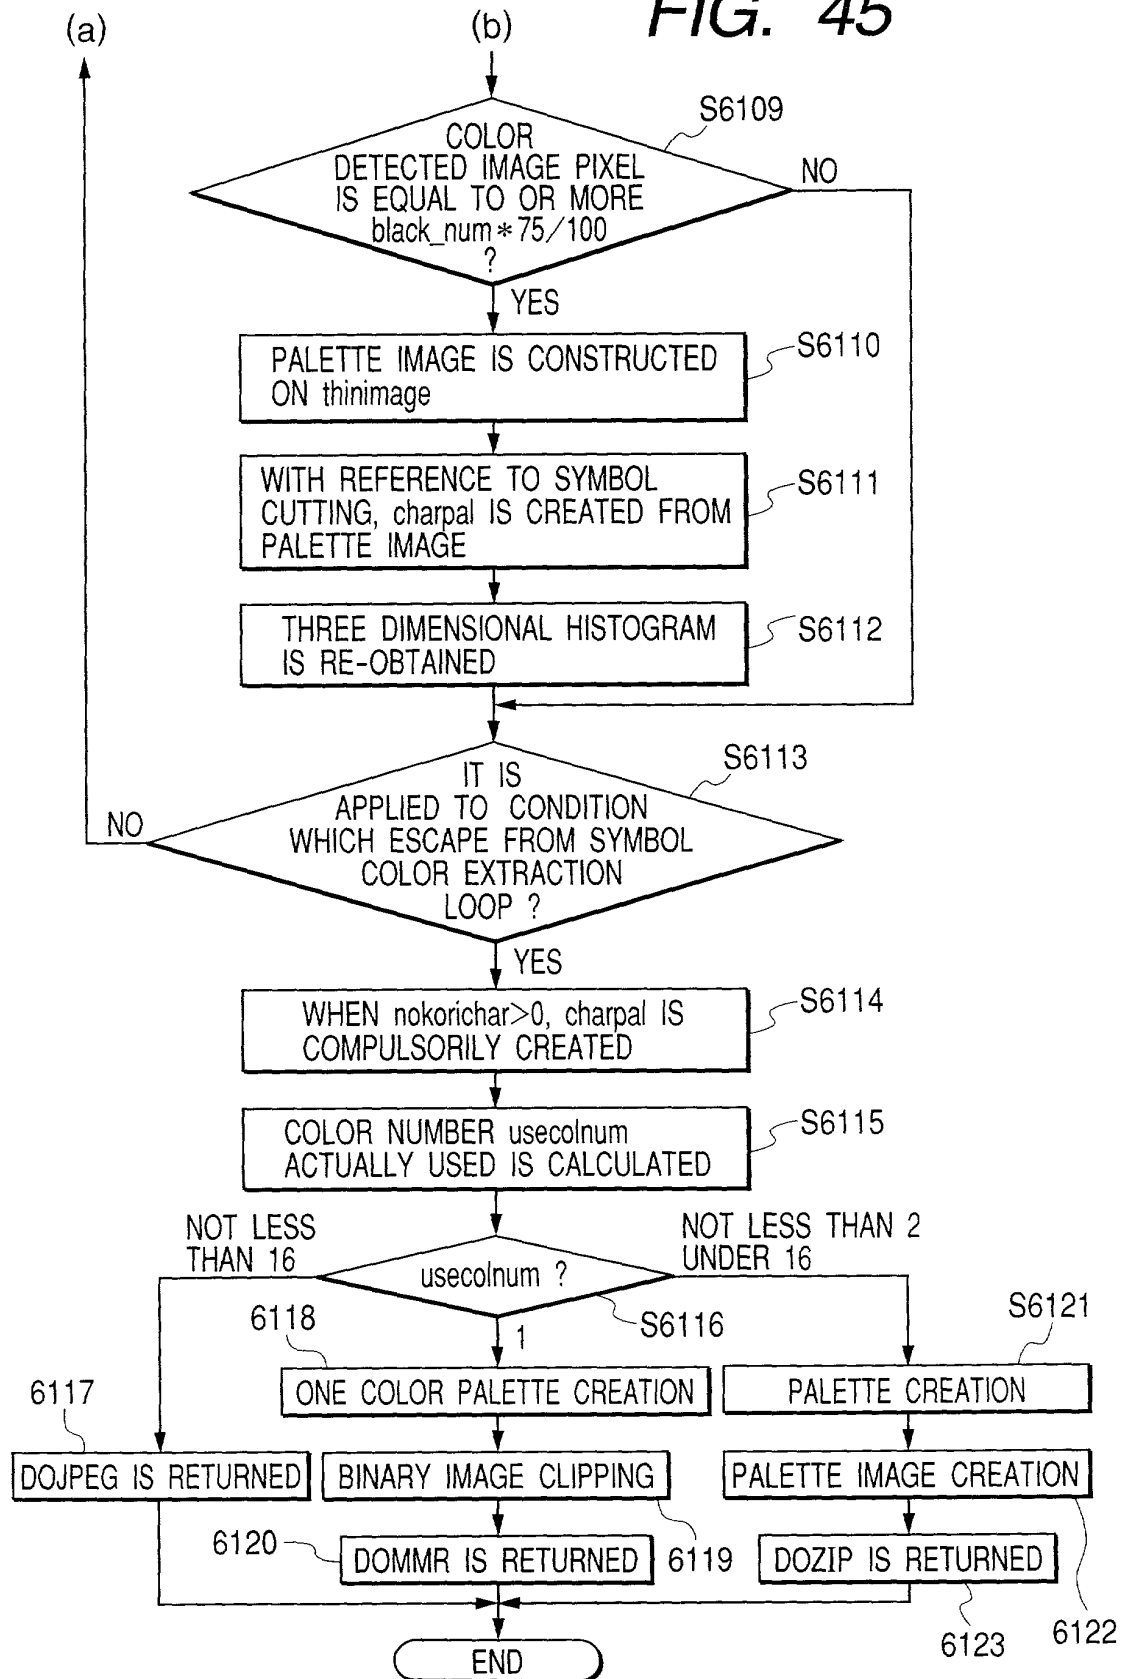 FIG. 45
(a)
(b)
S6109
COLOR
DETECTED IMAGE PIXEL
IS EQUAL TO OR MORE
black_num*75/100
?
NO
YES
PALETTE IMAGE IS CONSTRUCTED
ON thinimage
S6110
WITH REFERENCE TO SYMBOL
CUTTING, charpal IS CREATED FROM
PALETTE IMAGE
S6111
THREE DIMENSIONAL HISTOGRAM
IS RE-OBTAINED
S6112
S6113
IT IS
APPLIED TO CONDITION
WHICH ESCAPE FROM SYMBOL
COLOR EXTRACTION
LOOP ?
NO
YES
WHEN nokorichar>0, charpal IS
COMPULSORILY CREATED
S6114
COLOR NUMBER usecolnum
ACTUALLY USED IS CALCULATED
S6115
NOT LESS
THAN 16
NOT LESS THAN 2
UNDER 16
usecolnum ?
S6116
1
6118
S6121
ONE COLOR PALETTE CREATION
PALETTE CREATION
6117
DOJPEG IS RETURNED
BINARY IMAGE CLIPPING
PALETTE IMAGE CREATION
6120
DOMMR IS RETURNED
6119
DOZIP IS RETURNED
6123
6122
END